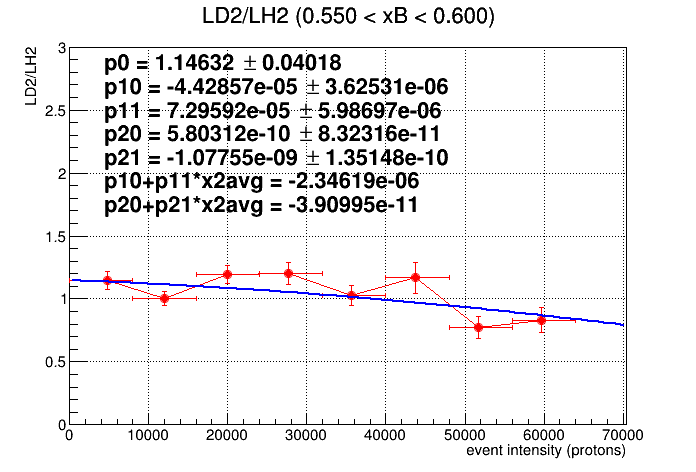 LD2/LH2 (0.550 < xB < 0.600)
LD2/LH2
p0 = 1.14632 ± 0.04018
p10 = -4.42857e-05 ± 3.62531e-06
p11 = 7.29592e-05 ± 5.98697e-06
p20 = 5.80312e-10 ± 8.32316e-11
p21 = -1.07755e-09 ± 1.35148e-10
p10+p11*x2avg = -2.34619e-06
p20+p21*x2avg = -3.90995e-11
3
2.5
2
1.5
1
0.5
0
0 10000 20000 30000 40000 50000 60000 70000
event intensity (protons)